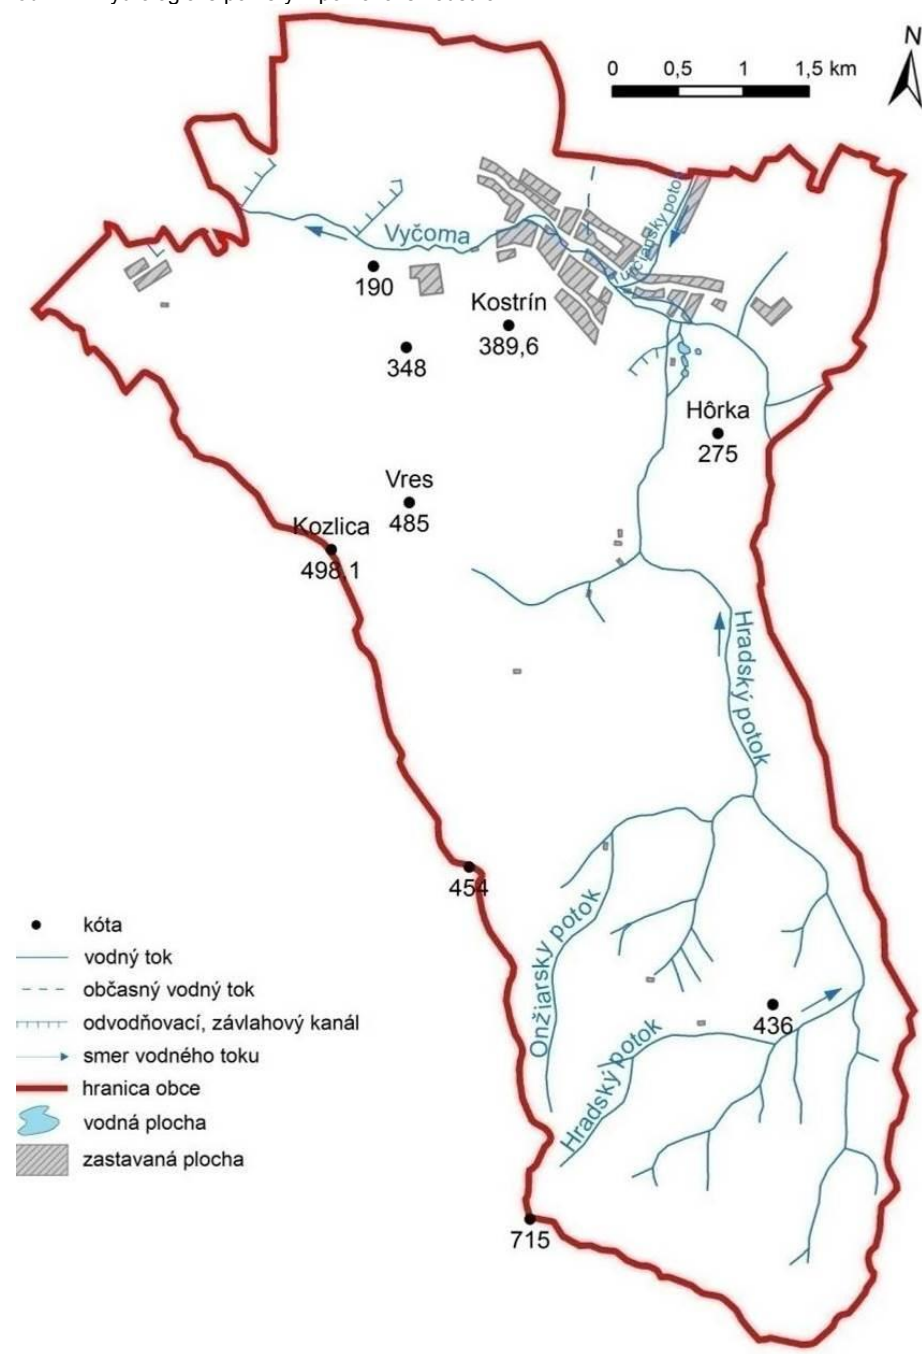 N
0 0,5 1 1,5 km
Vyčoma
190
Kostrín
389,6
348
Hôrka
275
Vres
485
Kozlica
498,1
Hradský potok
454
Onžiarsky potok
436
Hradský potok
715
kóta
vodný tok
občasný vodný tok
odvodňovací, závlahový kanál
smer vodného toku
hranica obce
vodná plocha
zastavaná plocha